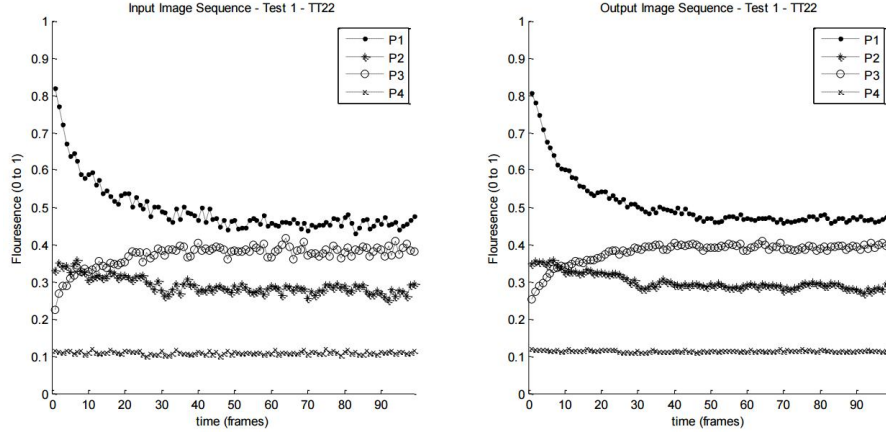 Input Image Sequence - Test 1 - TT22
1
0.9
0.8
0.7
0.6
0.5
0.4
0.3
0.2
0.1
0
Flouresence (0 to 1)
P1
P2
P3
P4
0 10 20 30 40 50 60 70 80 90
time (frames)
Output Image Sequence - Test 1 - TT22
1
0.9
0.8
0.7
0.6
0.5
0.4
0.3
0.2
0.1
0
Flouresence (0 to 1)
P1
P2
P3
P4
0 10 20 30 40 50 60 70 80 90
time (frames)